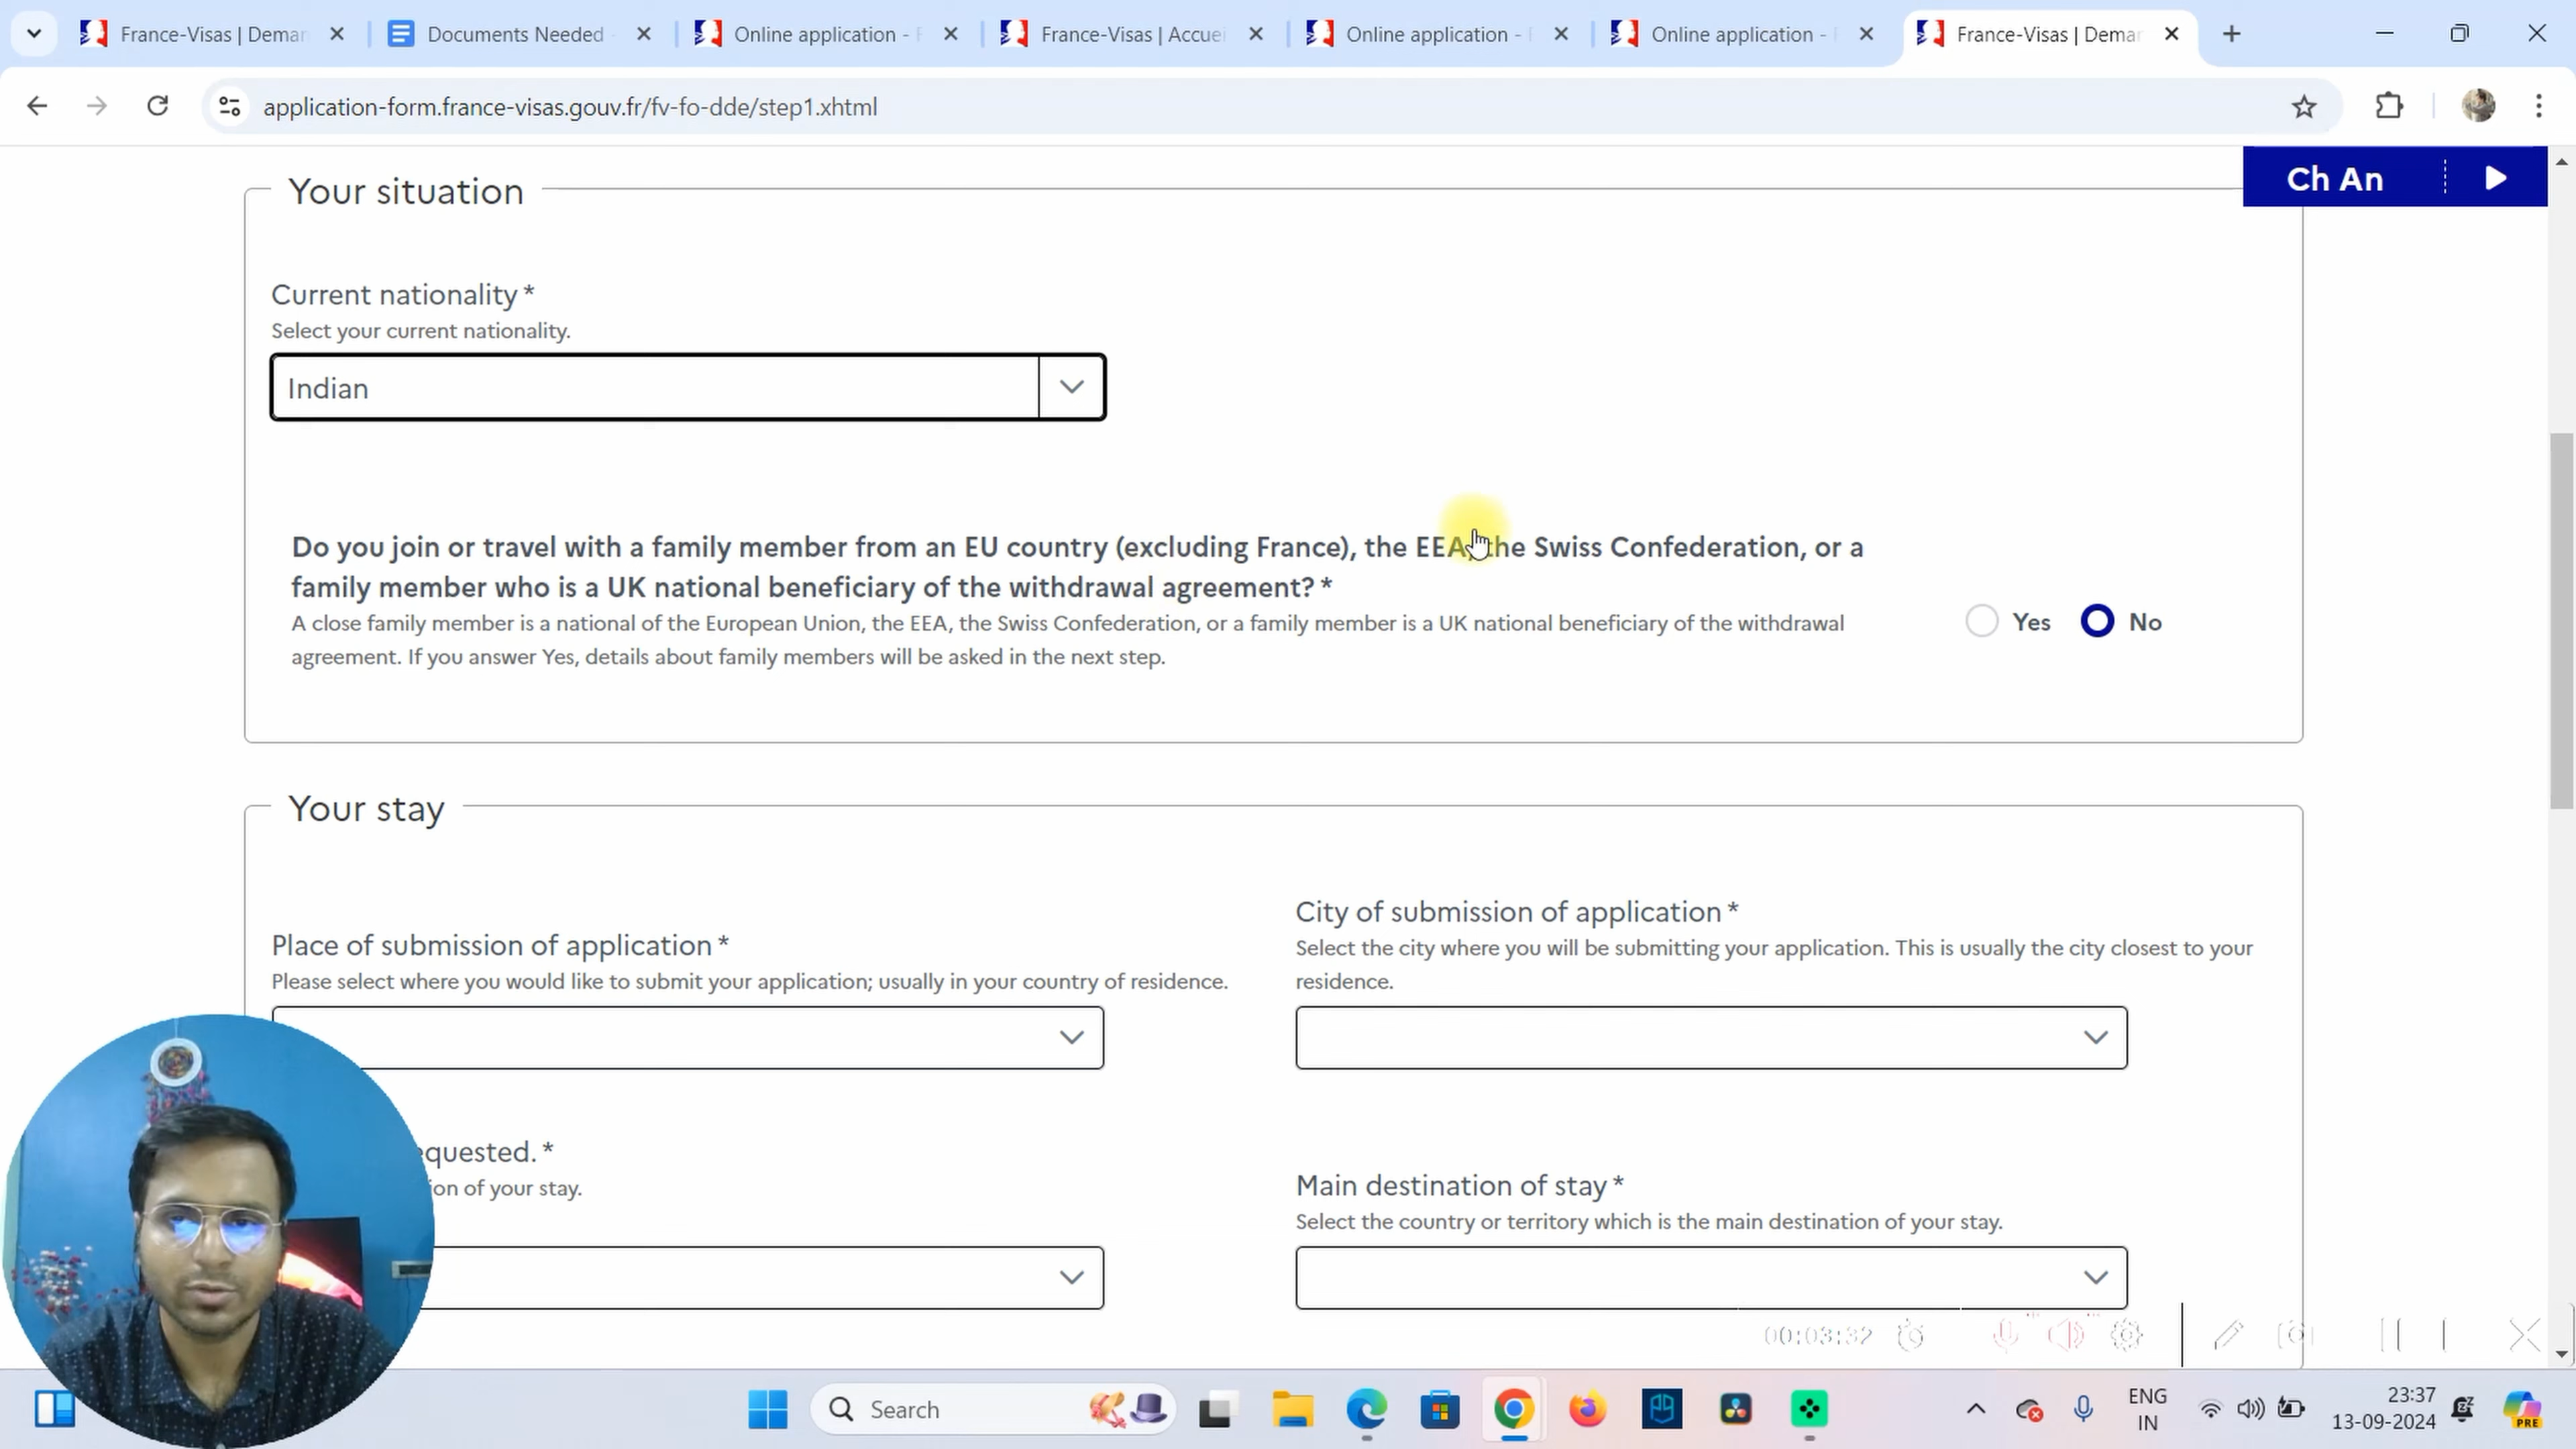 France-Visas | Deman
Documents Needed
Online application -
France-Visas | Accuei
Online application -
Online application -
France-Visas | Demar
application-form.france-visas.gouv.fr/fv-fo-dde/step1.xhtml
Ch An
Your situation
Current nationality *
Select your current nationality.
Indian
Do you join or travel with a family member from an EU country (excluding France), the EEA, the Swiss Confederation, or a
family member who is a UK national beneficiary of the withdrawal agreement? *
A close family member is a national of the European Union, the EEA, the Swiss Confederation, or a family member is a UK national beneficiary of the withdrawal
agreement. If you answer Yes, details about family members will be asked in the next step.
Yes No
Your stay
Place of submission of application *
Please select where you would like to submit your application; usually in your country of residence.
City of submission of application *
Select the city where you will be submitting your application. This is usually the city closest to your
residence.
equested. *
ion of your stay.
Main destination of stay *
Select the country or territory which is the main destination of your stay.
00:03:32
Search
ENG
IN
23:37
13-09-2024
PRE